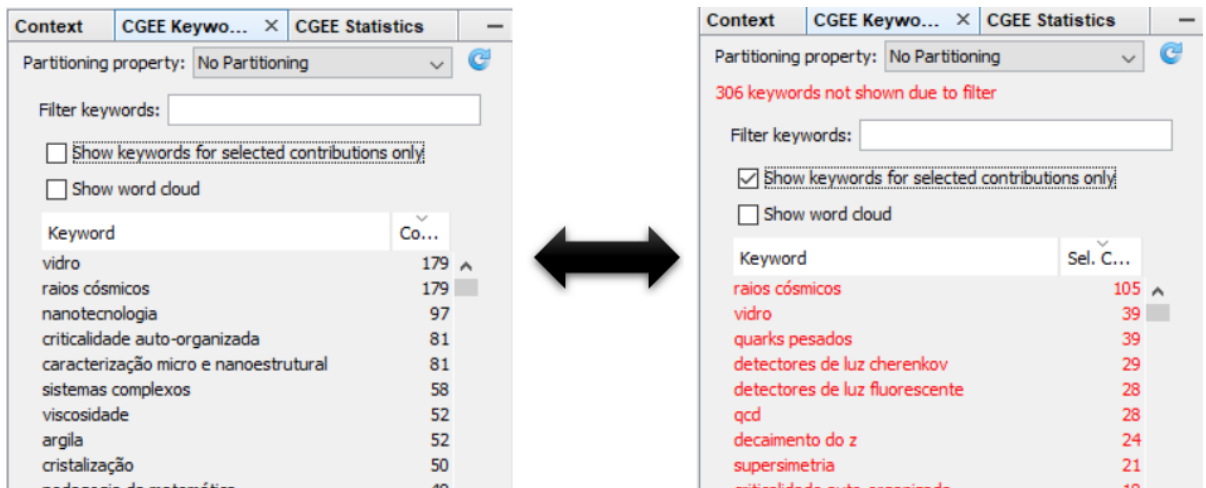 Context CGEE Keywo... × CGEE Statistics
Partitioning property: No Partitioning
Filter keywords:
Show keywords for selected contributions only
Show word cloud
Keyword Co...
vidro 179
raios cósmicos 179
nanotecnologia 97
criticalidade auto-organizada 81
caracterização micro e nanoestrutural 81
sistemas complexos 58
viscosidade 52
argila 52
cristalização 50
Context CGEE Keywo... × CGEE Statistics
Partitioning property: No Partitioning
306 keywords not shown due to filter
Filter keywords:
Show keywords for selected contributions only
Show word cloud
Keyword Sel. C...
raios cósmicos 105
vidro 39
quarks pesados 39
detectores de luz cherenkov 29
detectores de luz fluorescente 28
qcd 28
decaimento do z 24
supersimetria 21